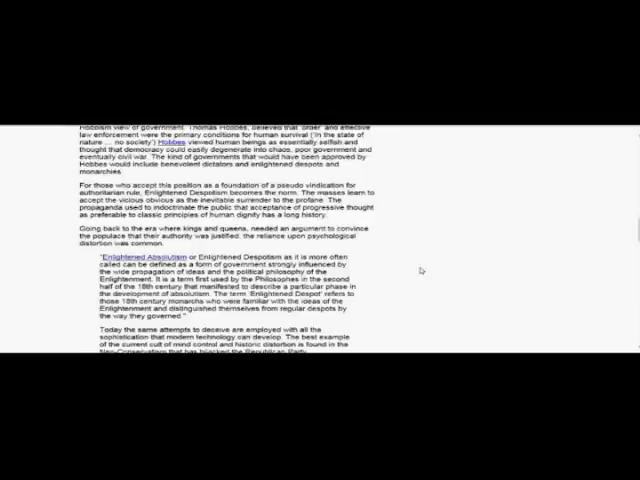 Hobbism view of government. Thomas Hobbes, believed that 'order' and effective
law enforcement were the primary conditions for human survival ('In the state of
nature ... no society') Hobbes viewed human beings as essentially selfish and
thought that democracy could easily degenerate into chaos, poor government and
eventually civil war. The kind of governments that would have been approved by
Hobbes would include benevolent dictators and enlightened despots and
monarchies.
For those who accept this position as a foundation of a pseudo vindication for
authoritarian rule, Enlightened Despotism becomes the norm. The masses learn to
accept the vicious obvious as the inevitable surrender to the profane. The
propaganda used to indoctrinate the public that acceptance of progressive thought
as preferable to classic principles of human dignity has a long history.
Going back to the era where kings and queens, needed an argument to convince
the populace that their authority was justified, the reliance upon psychological
distortion was common.
"Enlightened Absolutism or Enlightened Despotism as it is more often
called can be defined as a form of government strongly influenced by
the wide propagation of ideas and the political philosophy of the
Enlightenment. It is a term first used by the Philosophies in the second
half of the 18th century that manifested to describe a particular phase in
the development of absolutism. The term 'Enlightened Despot' refers to
those 18th century monarchs who were familiar with the ideas of the
Enlightenment and distinguished themselves from regular despots by
the way they governed."
Today the same attempts to deceive are employed with all the
sophistication that modern technology can develop. The best example
of the current cult of mind control and historic distortion is found in the
Neo-Conservatism that has hijacked the Republican Party.